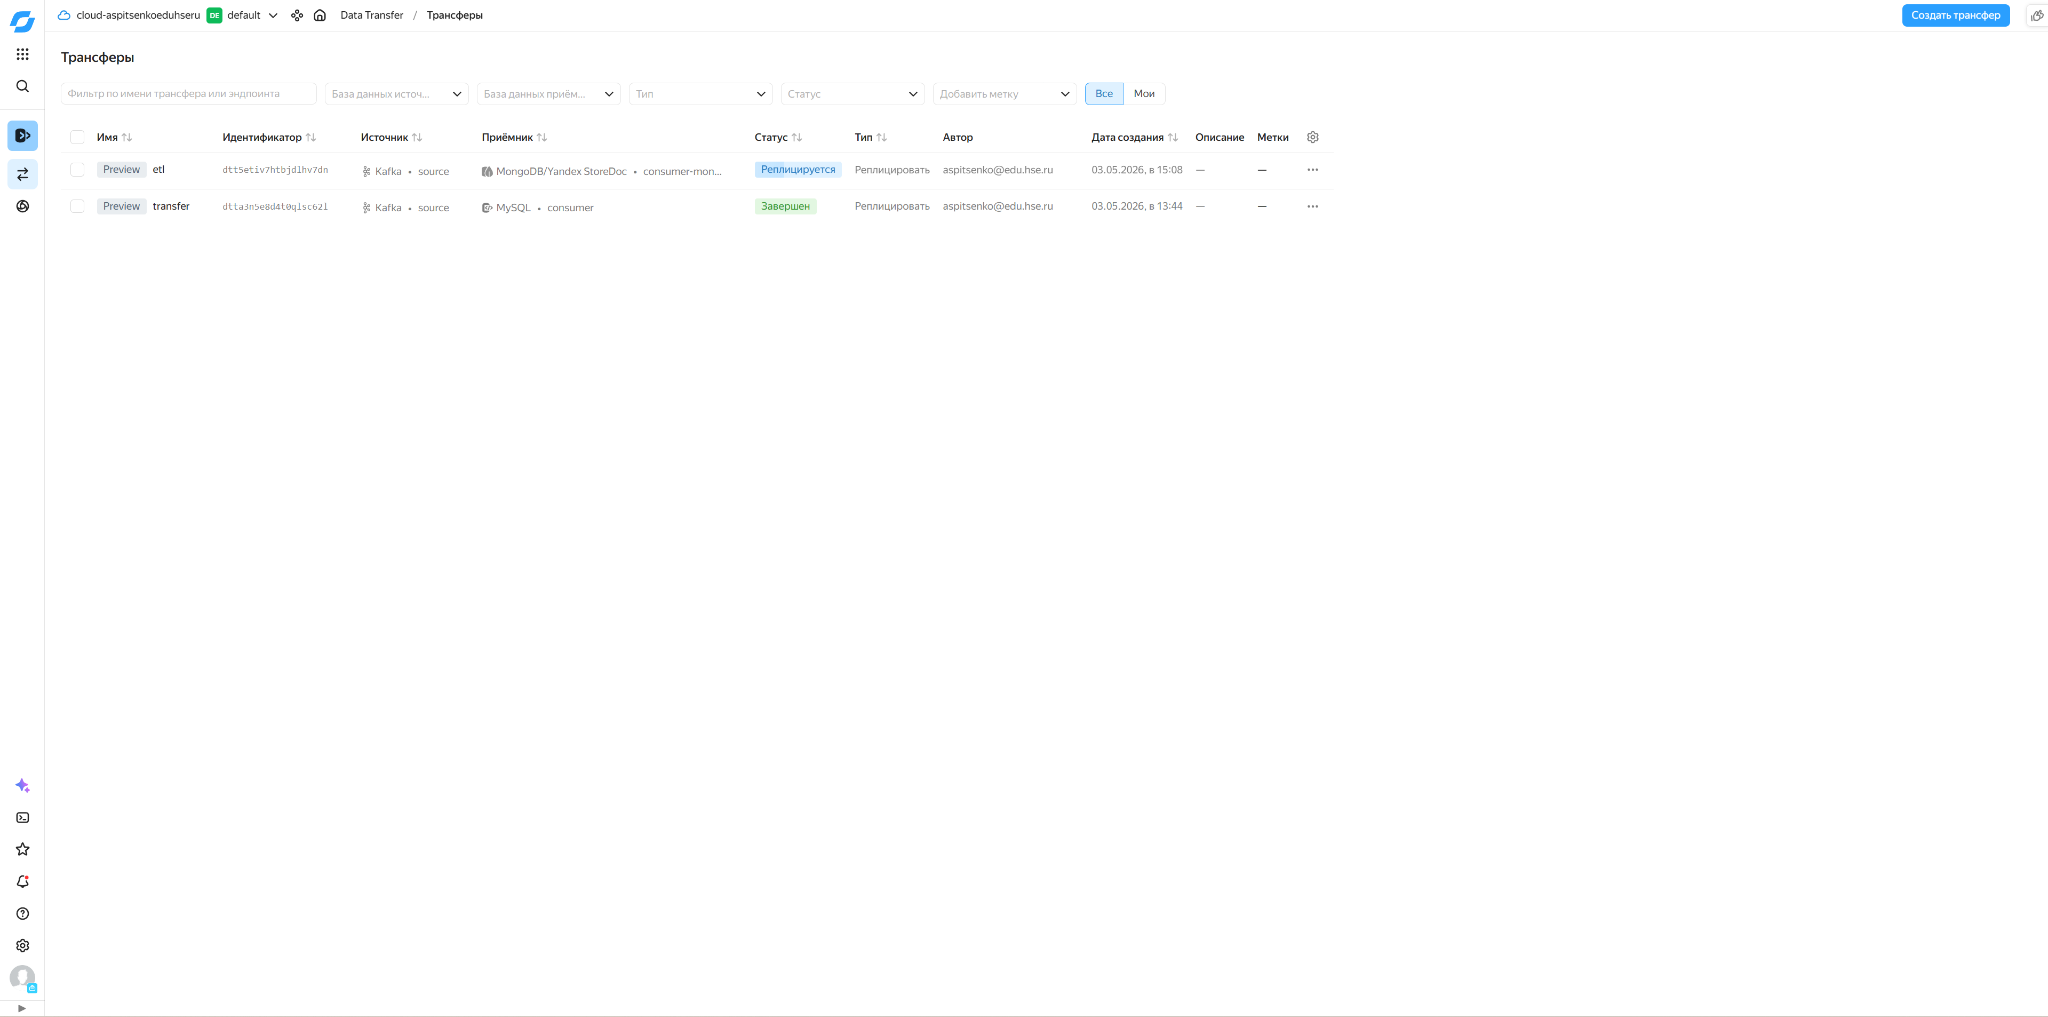 cloud-aspitsenkoeduhseru DE default Data Transfer / Трансферы
Создать трансфер
Трансферы
Фильтр по имени трансфера или эндпоинта База данных источ... База данных приём... Тип Статус Добавить метку Все Мои
Имя Идентификатор Источник Приёмник Статус Тип Автор Дата создания Описание Метки
Preview etl dtt5etiv7htbjdlhv7dn Kafka • source MongoDB/Yandex StoreDoc • consumer-mon... Реплицируется Реплицировать aspitsenko@edu.hse.ru 03.05.2026, в 15:08 — —
Preview transfer dtta3n5e8d4t0qlsc62l Kafka • source MySQL • consumer Завершен Реплицировать aspitsenko@edu.hse.ru 03.05.2026, в 13:44 — —